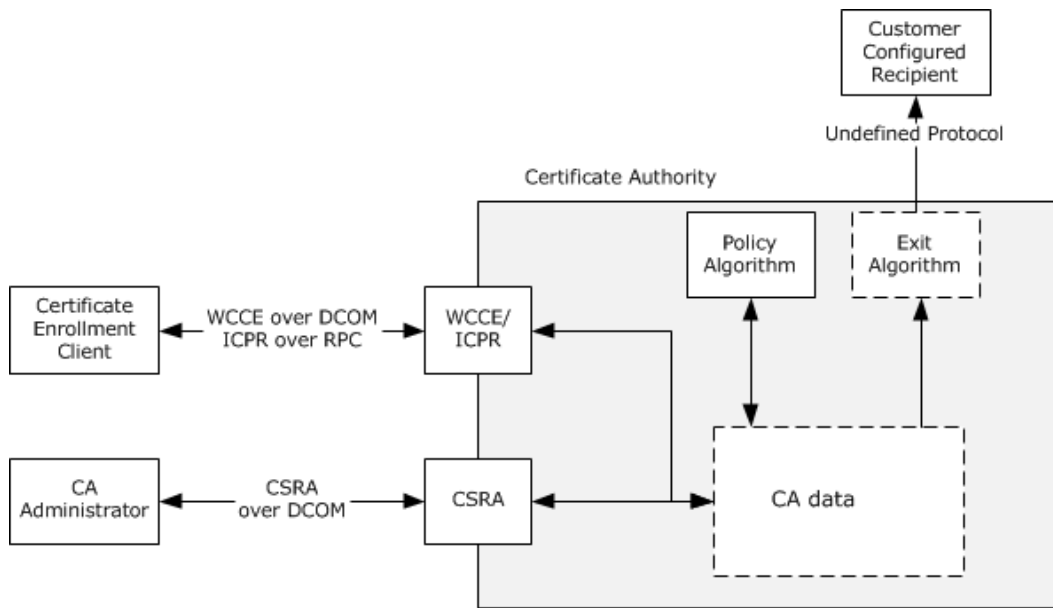 Customer
Configured
Recipient
Undefined Protocol
Certificate Authority
Policy
Algorithm
Exit
Algorithm
Certificate
Enrollment
Client
WCCE over DCOM
ICPR over RPC
WCCE/
ICPR
CA
Administrator
CSRA
over DCOM
CSRA
CA data